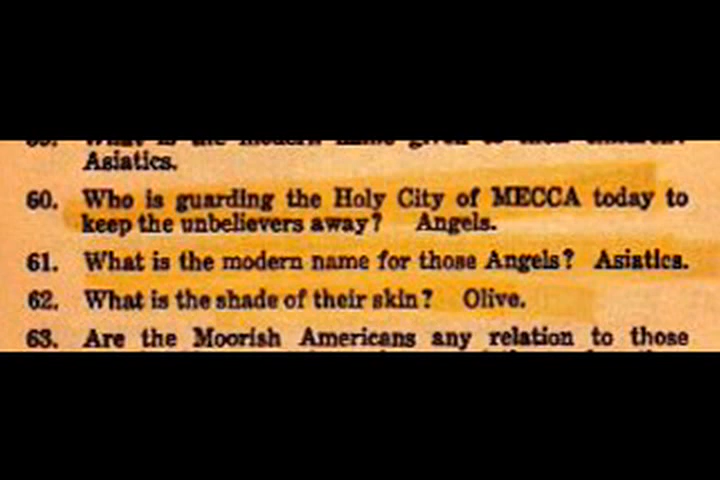 Asiatics.
60. Who is guarding the Holy City of MECCA today to
keep the unbelievers away? Angels.
61. What is the modern name for those Angels? Asiatics.
62. What is the shade of their skin? Olive.
63. Are the Moorish Americans any relation to those